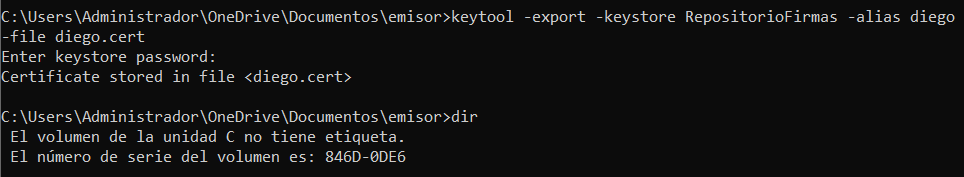 C:\Users\Administrador\OneDrive\Documentos\emisor>keytool -export -keystore RepositorioFirmas -alias diego
-file diego.cert
Enter keystore password:
Certificate stored in file <diego.cert>
C:\Users\Administrador\OneDrive\Documentos\emisor>dir
El volumen de la unidad C no tiene etiqueta.
El número de serie del volumen es: 846D-0DE6